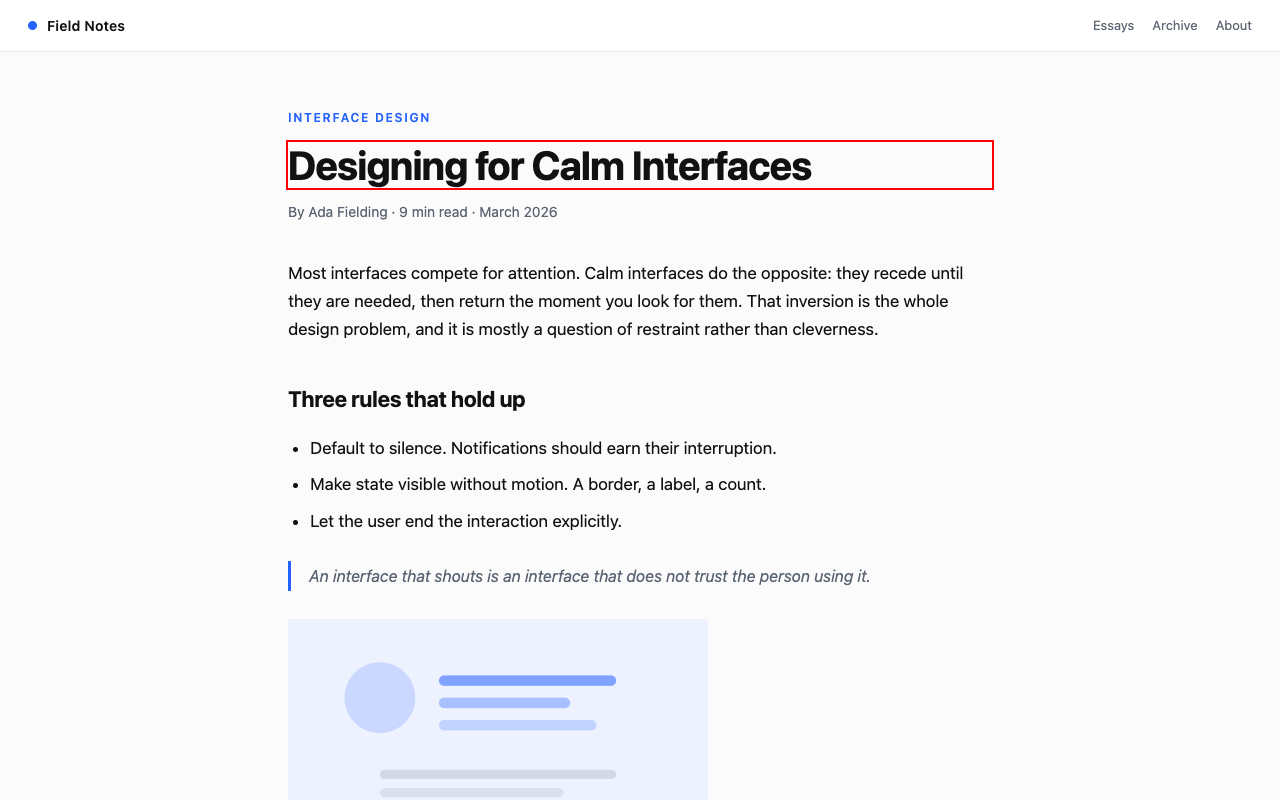 Field Notes
Essays Archive About
INTERFACE DESIGN
Designing for Calm Interfaces
By Ada Fielding · 9 min read · March 2026
Most interfaces compete for attention. Calm interfaces do the opposite: they recede until
they are needed, then return the moment you look for them. That inversion is the whole
design problem, and it is mostly a question of restraint rather than cleverness.
Three rules that hold up
• Default to silence. Notifications should earn their interruption.
• Make state visible without motion. A border, a label, a count.
• Let the user end the interaction explicitly.
An interface that shouts is an interface that does not trust the person using it.